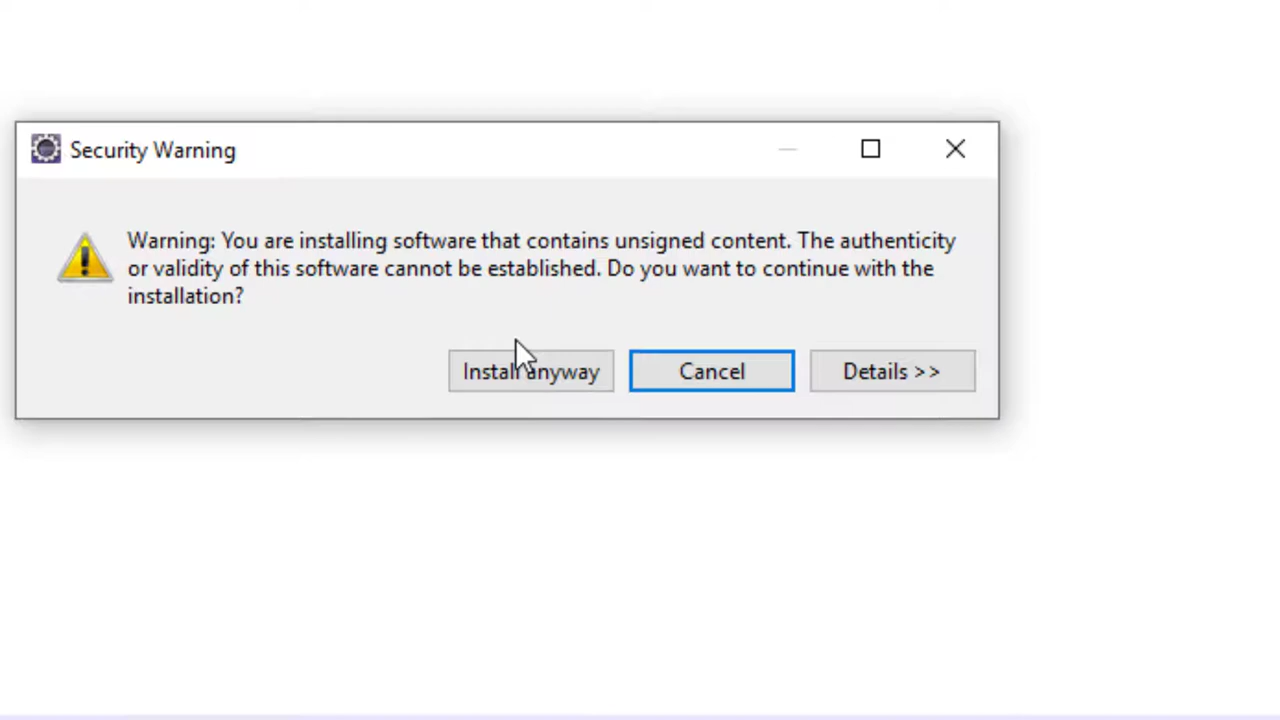 Security Warning
Warning: You are installing software that contains unsigned content. The authenticity
or validity of this software cannot be established. Do you want to continue with the
installation?
Install anyway
Cancel
Details >>